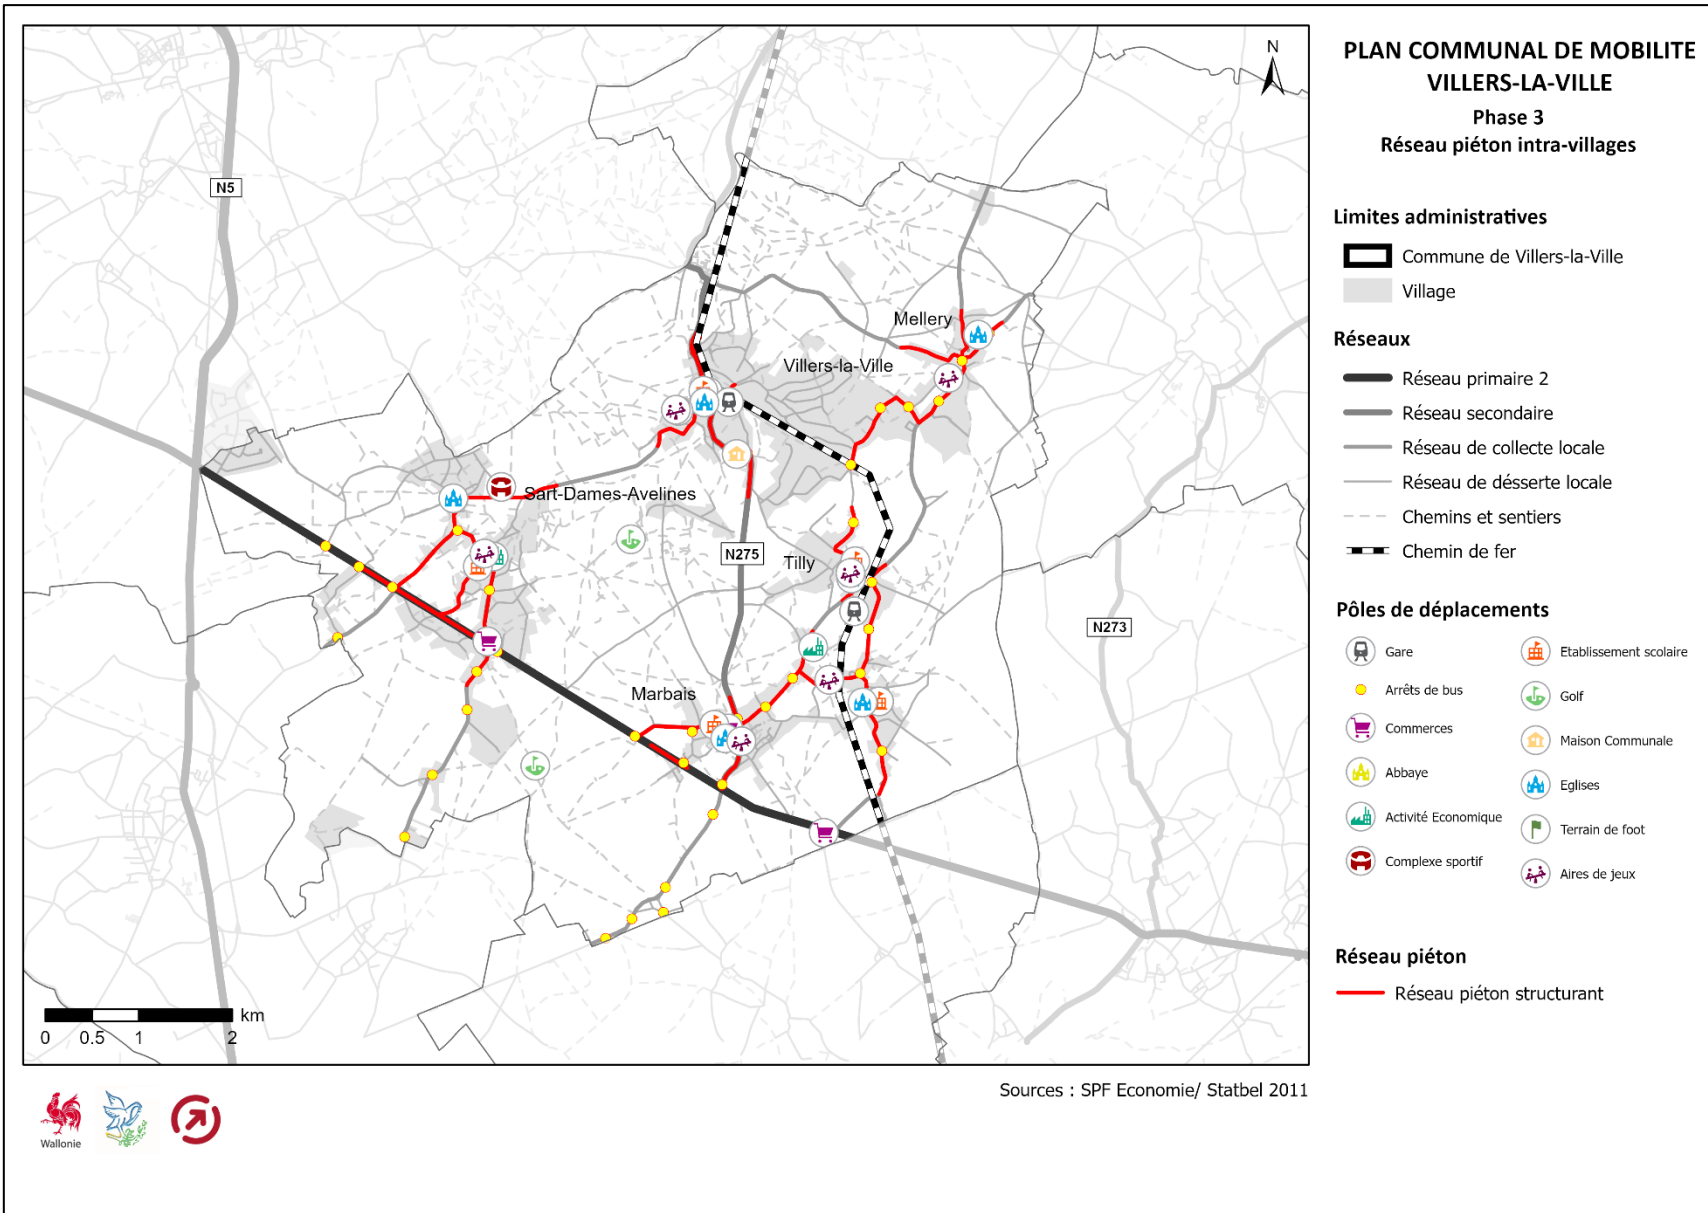 PLAN COMMUNAL DE MOBILITE
VILLERS-LA-VILLE
Phase 3
Réseau piéton intra-villages
Limites administratives
Commune de Villers-la-Ville
Village
Réseaux
Réseau primaire 2
Réseau secondaire
Réseau de collecte locale
Réseau de désserte locale
Chemins et sentiers
Chemin de fer
Pôles de déplacements
Gare
Etablissement scolaire
Arrêts de bus
Golf
Commerces
Maison Communale
Abbaye
Eglises
Activité Economique
Terrain de foot
Complexe sportif
Aires de jeux
Réseau piéton
Réseau piéton structurant
N
N5
Mellery
Villers-la-Ville
Sart-Dames-Avelines
N275
Tilly
N273
Marbais
km
0 0.5 1 2
Sources : SPF Economie/ Statbel 2011
Wallonie